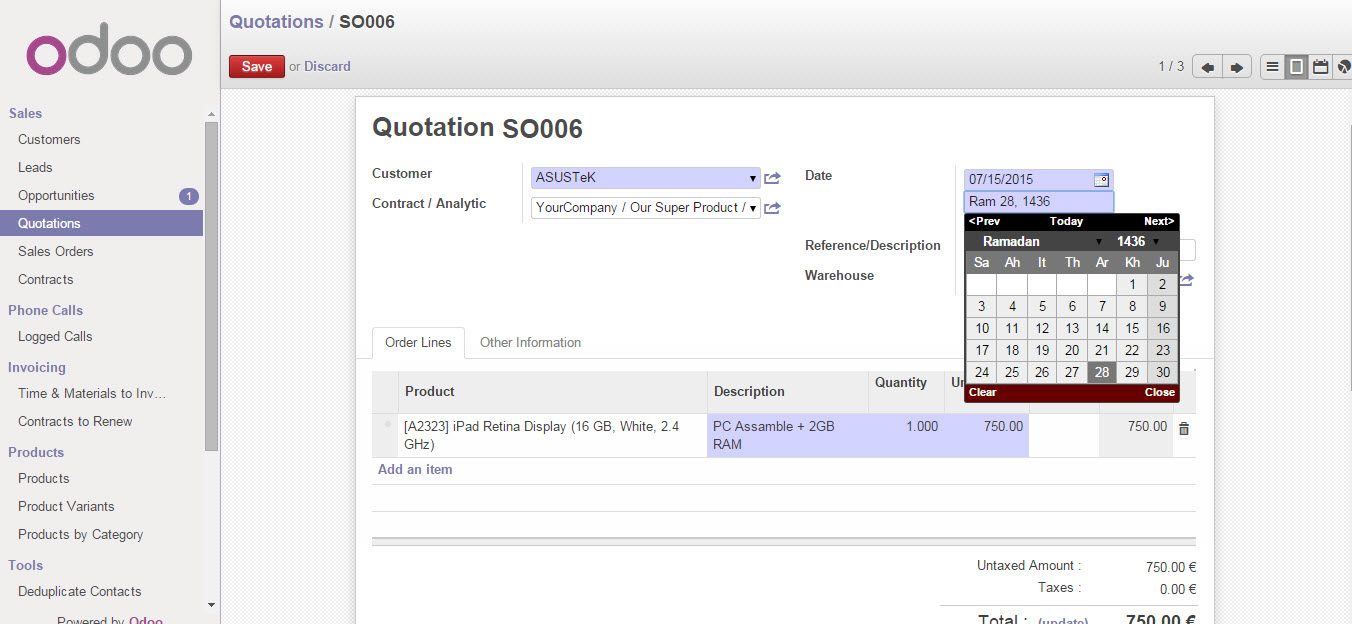 odoo
Sales
Customers
Leads
Opportunities 1
Quotations
Sales Orders
Contracts
Phone Calls
Logged Calls
Invoicing
Time & Materials to Inv...
Contracts to Renew
Products
Products
Product Variants
Products by Category
Tools
Deduplicate Contacts
Powered by Odoo
Quotations / SO006
Save or Discard
1 / 3
Quotation SO006
Customer
ASUSTeK
Contract / Analytic
YourCompany / Our Super Product /
Date
07/15/2015
Ram 28, 1436
Reference/Description
Warehouse
<Prev Today Next>
Ramadan 1436
Sa Ah It Th Ar Kh Ju
1 2
3 4 5 6 7 8 9
10 11 12 13 14 15 16
17 18 19 20 21 22 23
24 25 26 27 28 29 30
Clear Close
Order Lines Other Information
Product Description Quantity
[A2323] iPad Retina Display (16 GB, White, 2.4
GHz)
PC Assamble + 2GB
RAM
1.000 750.00 750.00
Add an item
Untaxed Amount : 750.00 €
Taxes : 0.00 €
Total : (update) 750.00 €